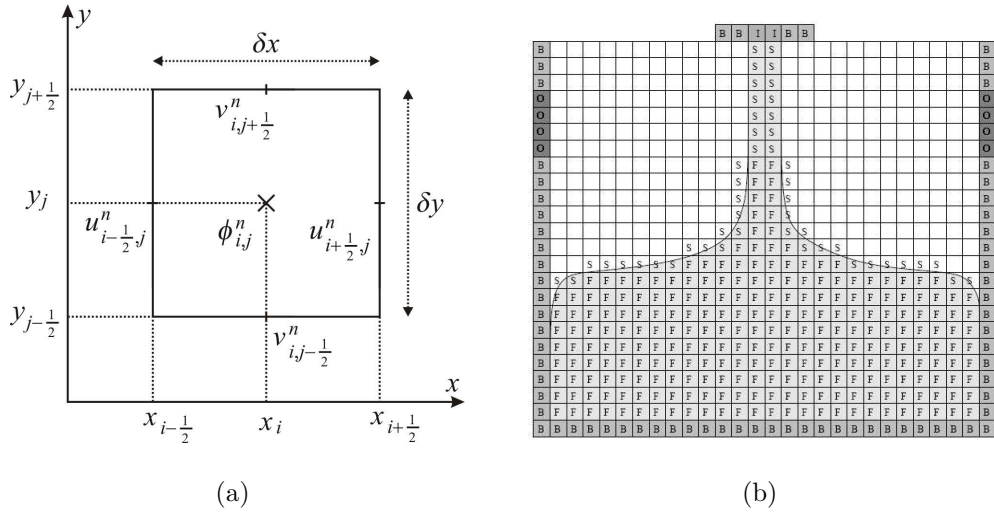 y
δx
y_{j+1/2}
v^n_{i,j+1/2}
y_j
δy
u^n_{i-1/2,j}
φ^n_{i,j}
u^n_{i+1/2,j}
y_{j-1/2}
v^n_{i,j-1/2}
x
x_{i-1/2}
x_i
x_{i+1/2}
(a)
B B I I B B
B S S B
B S S B
B S S B
O S S O
O S S O
O S S O
O S S O
B S F F S B
B S F F S B
B S F F S B
B S F F S B
B S S F F S S B
B S S S F F F F S S S B
B S S S S S S F F F F F F F F F F S S S S S S B
B S S F F F F F F F F F F F F F F F F F F F F F F S S B
B F F F F F F F F F F F F F F F F F F F F F F F F F F B
B F F F F F F F F F F F F F F F F F F F F F F F F F F B
B F F F F F F F F F F F F F F F F F F F F F F F F F F B
B F F F F F F F F F F F F F F F F F F F F F F F F F F B
B F F F F F F F F F F F F F F F F F F F F F F F F F F B
B F F F F F F F F F F F F F F F F F F F F F F F F F F B
B F F F F F F F F F F F F F F F F F F F F F F F F F F B
B F F F F F F F F F F F F F F F F F F F F F F F F F F B
B B B B B B B B B B B B B B B B B B B B B B B B B B B B
(b)